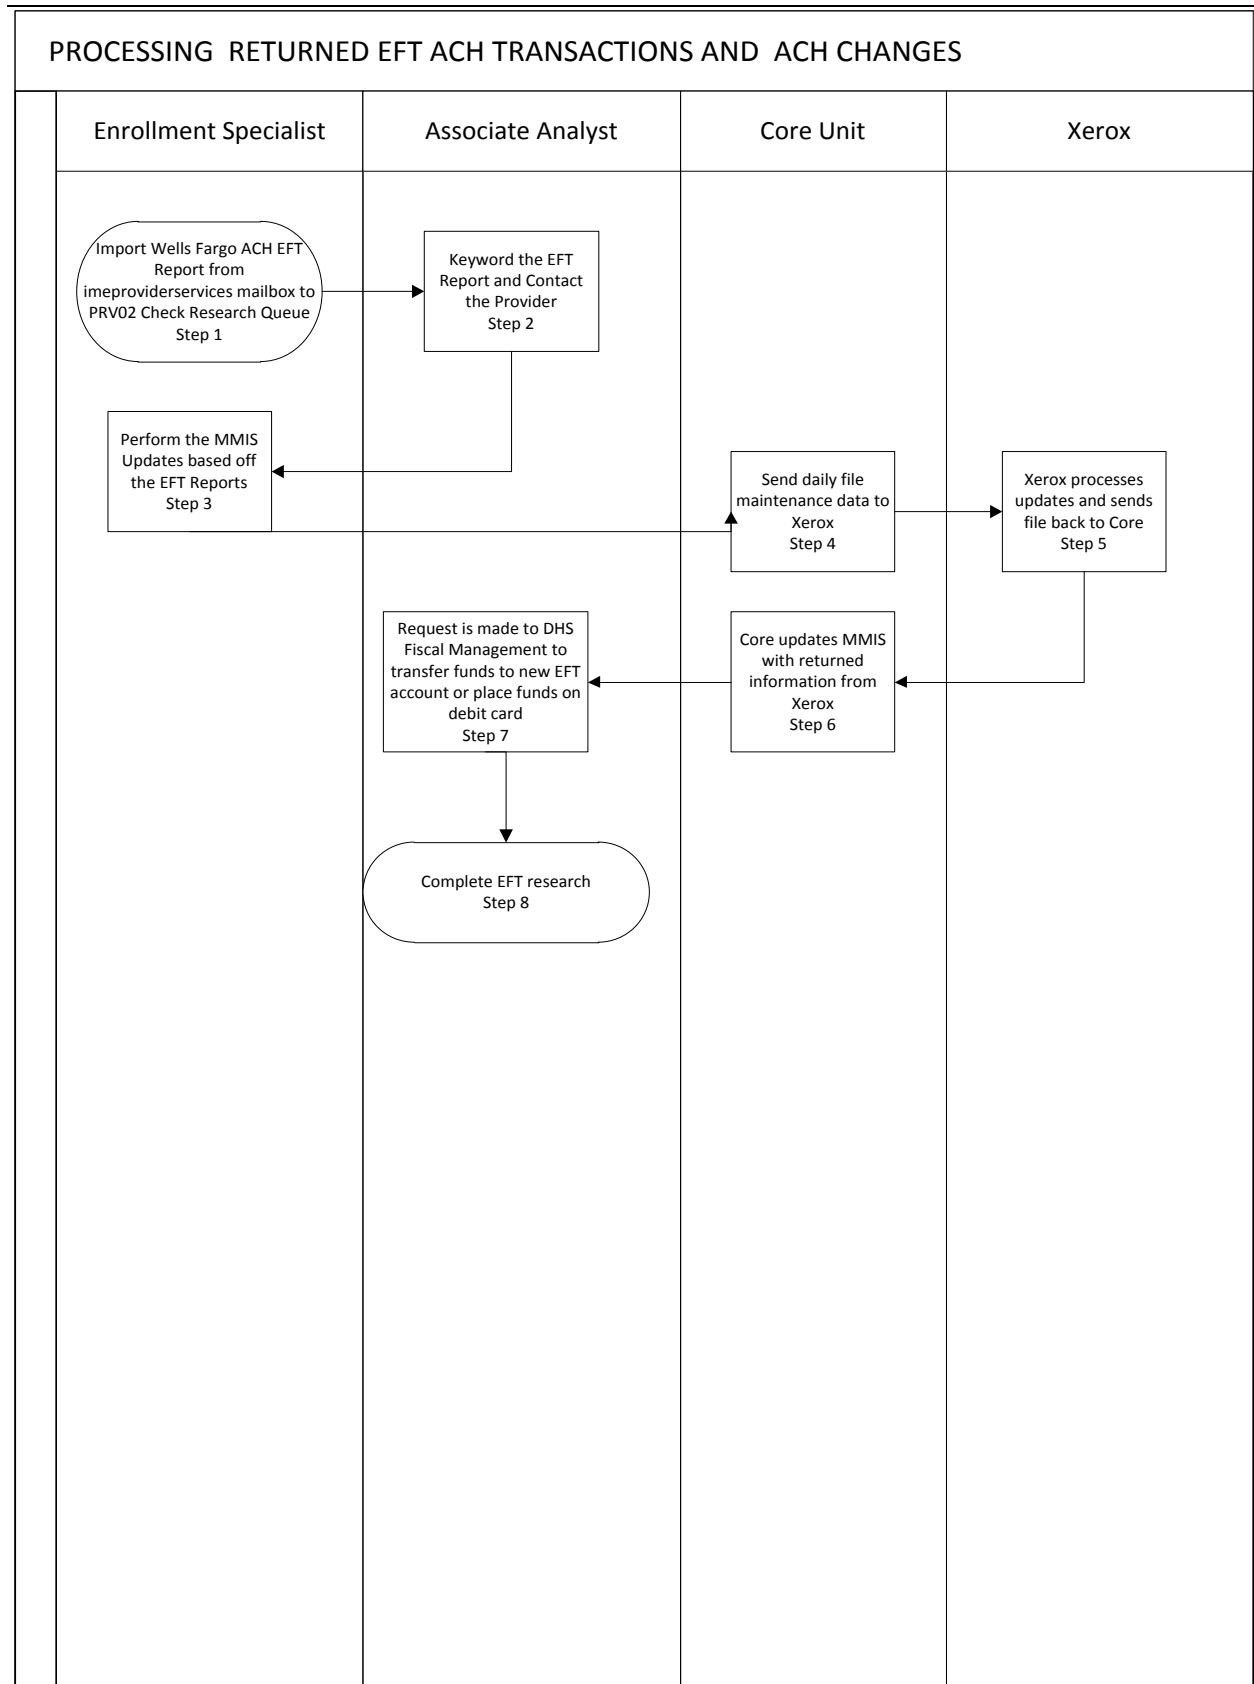 PROCESSING RETURNED EFT ACH TRANSACTIONS AND ACH CHANGES
Enrollment Specialist
Associate Analyst
Core Unit
Xerox
Import Wells Fargo ACH EFT
Report from
imeproviderservices mailbox to
PRV02 Check Research Queue
Step 1
Keyword the EFT
Report and Contact
the Provider
Step 2
Perform the MMIS
Updates based off
the EFT Reports
Step 3
Send daily file
maintenance data to
Xerox
Step 4
Xerox processes
updates and sends
file back to Core
Step 5
Core updates MMIS
with returned
information from
Xerox
Step 6
Request is made to DHS
Fiscal Management to
transfer funds to new EFT
account or place funds on
debit card
Step 7
Complete EFT research
Step 8